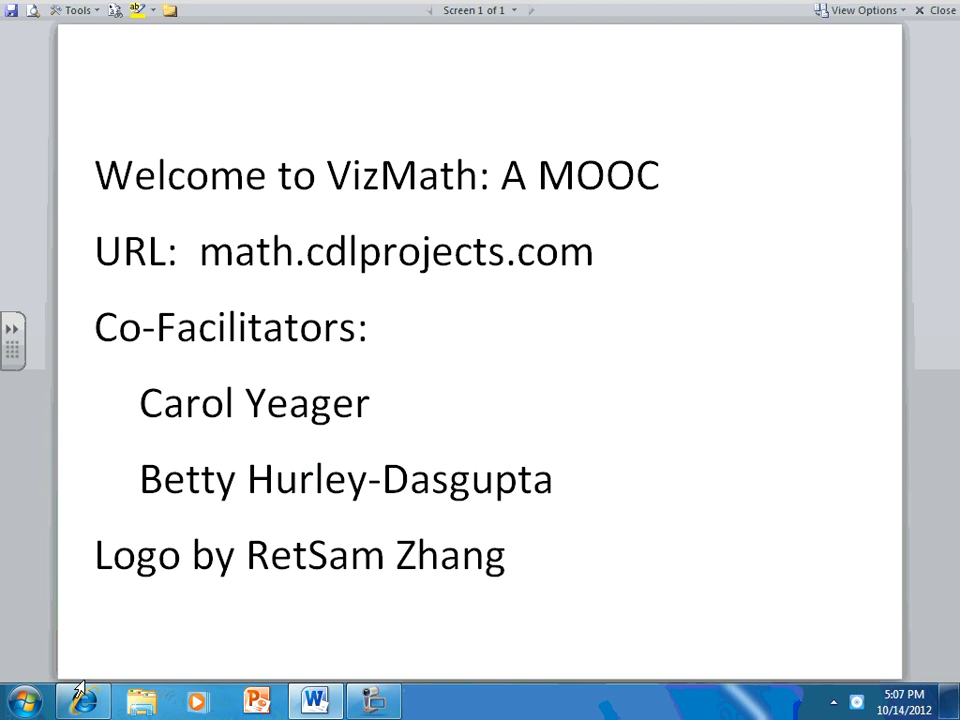 Tools
Screen 1 of 1
View Options
Close
Welcome to VizMath: A MOOC
URL: math.cdlprojects.com
Co-Facilitators:
Carol Yeager
Betty Hurley-Dasgupta
Logo by RetSam Zhang
5:07 PM
10/14/2012